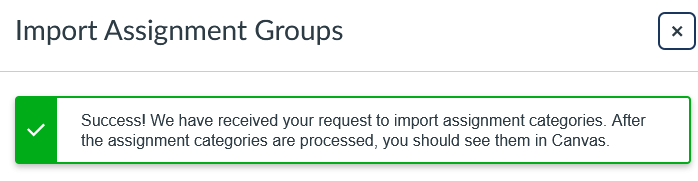 Import Assignment Groups
Success! We have received your request to import assignment categories. After
the assignment categories are processed, you should see them in Canvas.